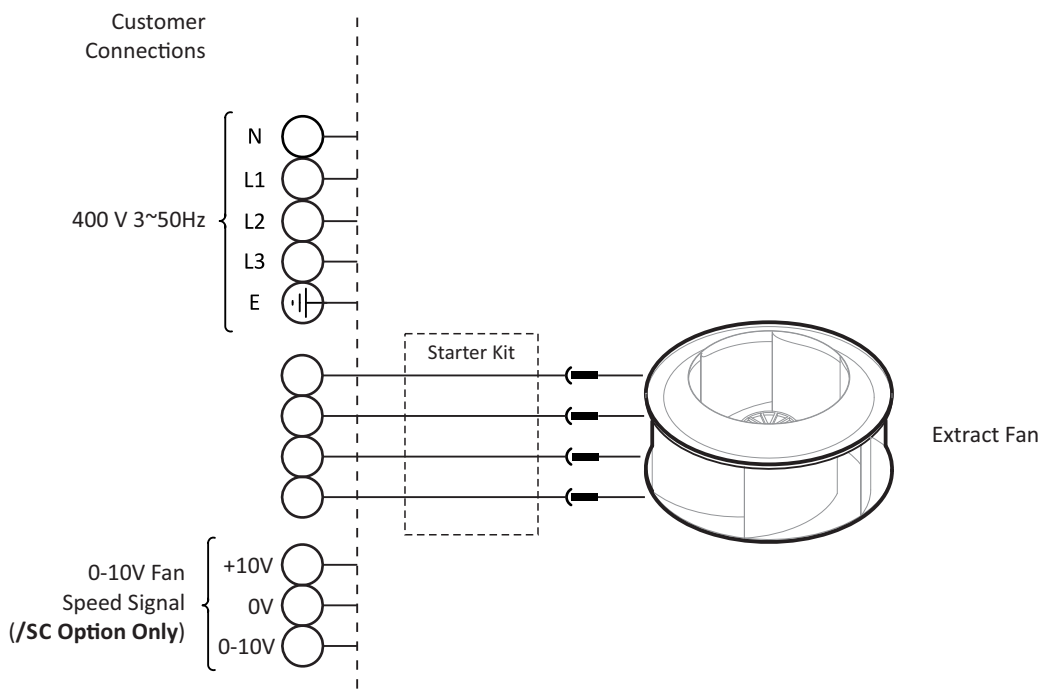 Customer
Connections
N
L1
400 V 3~50Hz
L2
L3
E
Starter Kit
Extract Fan
0-10V Fan
Speed Signal
(/SC Option Only)
+10V
0V
0-10V